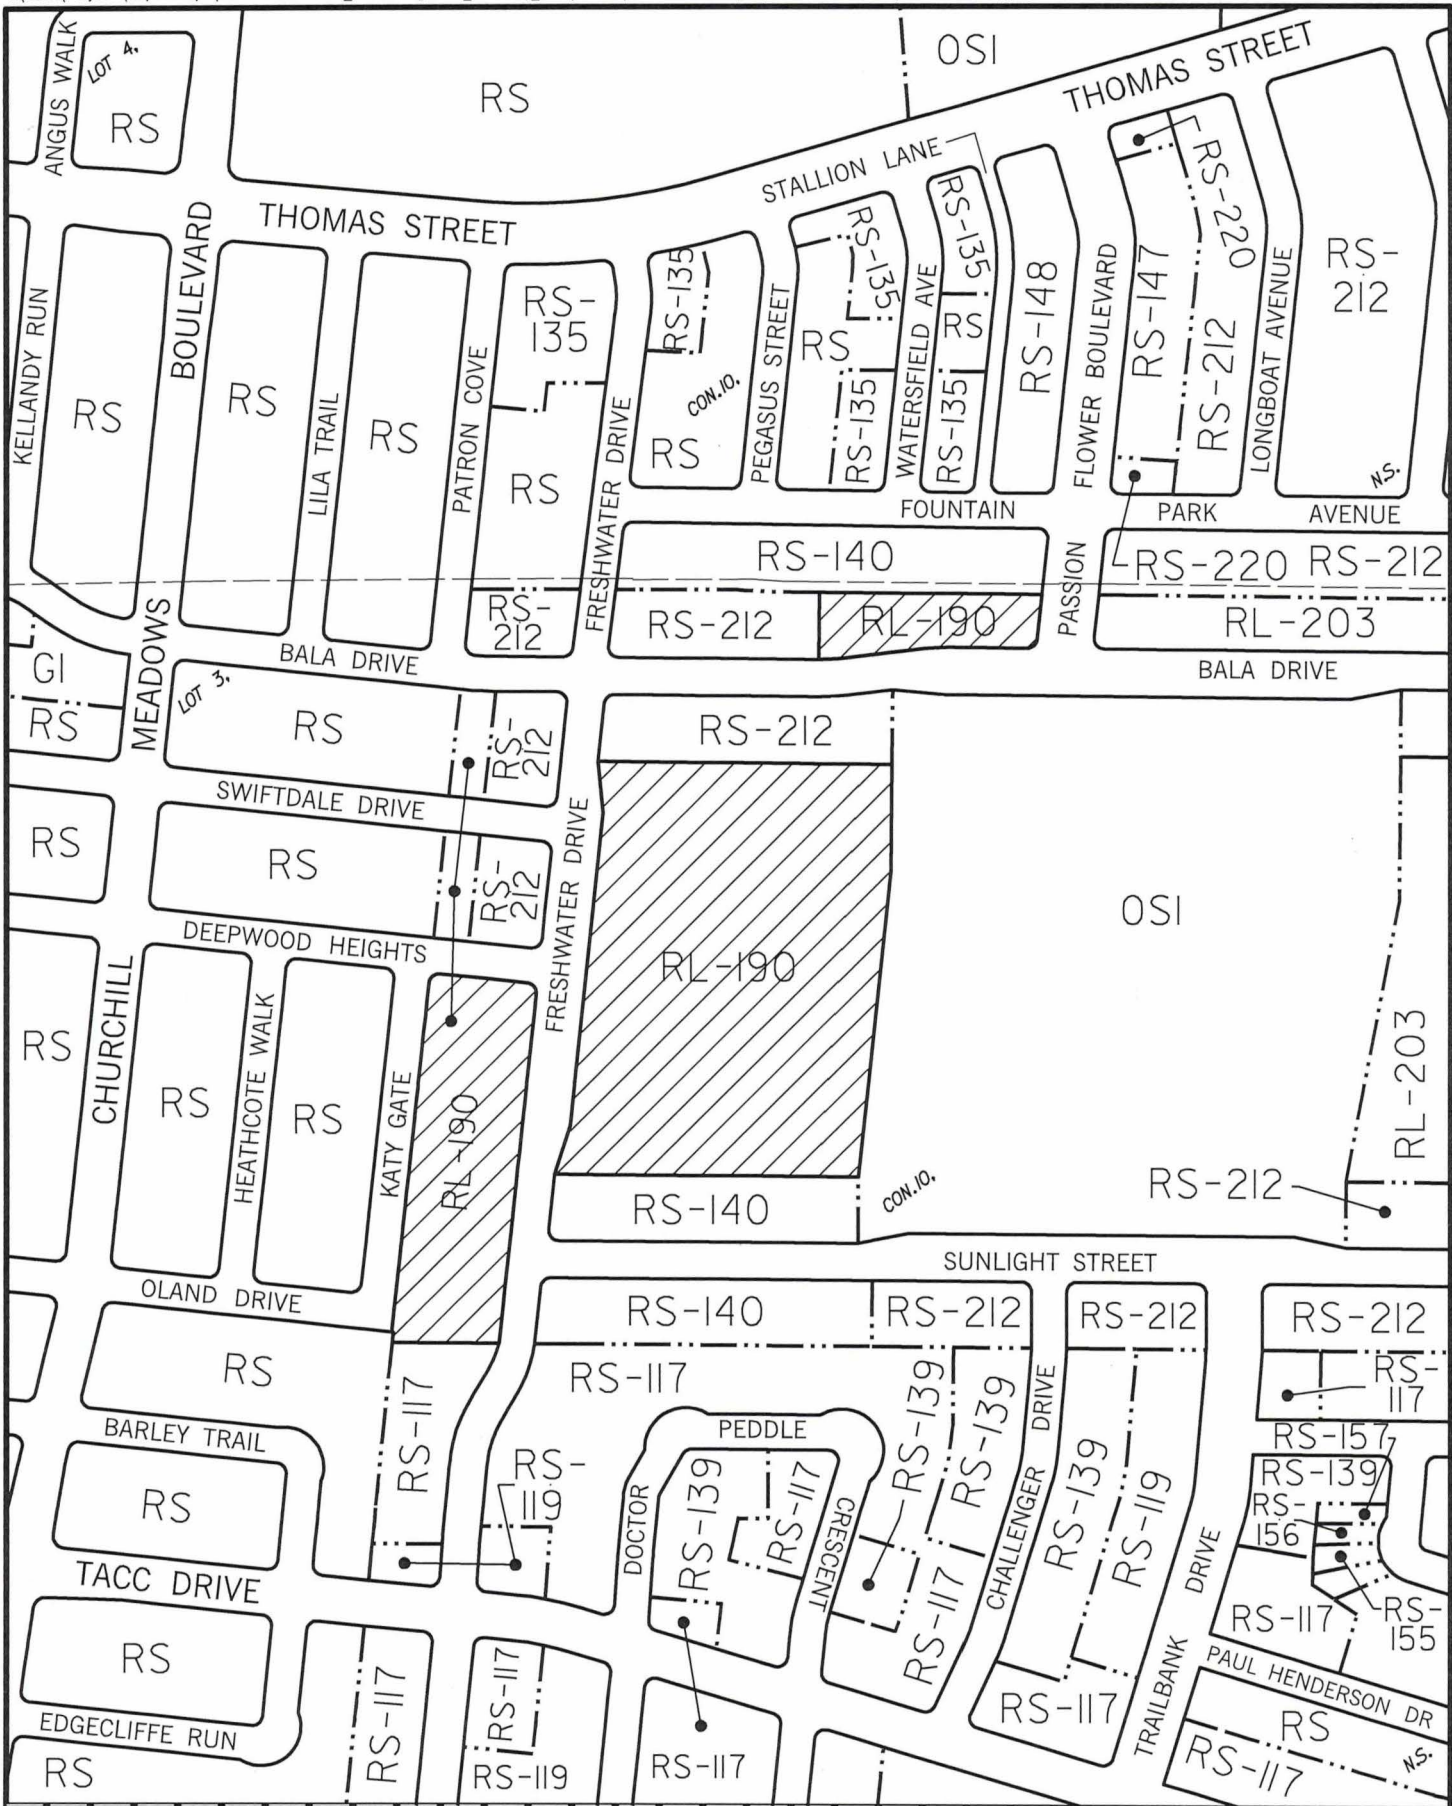 ANGUS WALK
LOT 4.
RS
RS
OSI
THOMAS STREET
STALLION LANE
THOMAS STREET
BOULEVARD
KELLANDY RUN
RS
RS
LILA TRAIL
RS
PATRON COVE
RS-
135
RS
FRESHWATER DRIVE
RS-135
CON.10.
RS
PEGASUS STREET
RS-135
RS
RS-135
WATERSFIELD AVE
RS-135
RS
RS-135
RS-148
FLOWER BOULEVARD
RS-147
RS-220
RS-212
LONGBOAT AVENUE
RS-
212
N.S.
FOUNTAIN PARK AVENUE
RS-140
PASSION
RS-220
RS-212
RS-
212
RS-212
RL-190
RL-203
BALA DRIVE
BALA DRIVE
GI
RS
MEADOWS
LOT 3.
RS
RS-
212
RS-212
SWIFTDALE DRIVE
RS
RS
RS-
212
FRESHWATER DRIVE
RL-190
OSI
DEEPWOOD HEIGHTS
RS
CHURCHILL
RS
HEATHCOTE WALK
RS
KATY GATE
RL-190
RL-203
RS-140
CON.10.
RS-212
SUNLIGHT STREET
OLAND DRIVE
RS-140
RS-212
RS-212
RS-212
RS
RS-117
RS-117
RS-139
RS-139
CHALLENGER DRIVE
RS-
117
BARLEY TRAIL
PEDDLE
RS-157
RS
RS-
119
DOCTOR
RS-139
RS-117
CRESCENT
RS-139
RS-119
RS-139
RS-
156
TACC DRIVE
RS-117
TRAILBANK DRIVE
RS-117
RS-
155
RS
RS-117
RS-117
RS-117
PAUL HENDERSON DR
EDGECLIFFE RUN
RS
RS
RS-119
RS-117
RS-117
N.S.